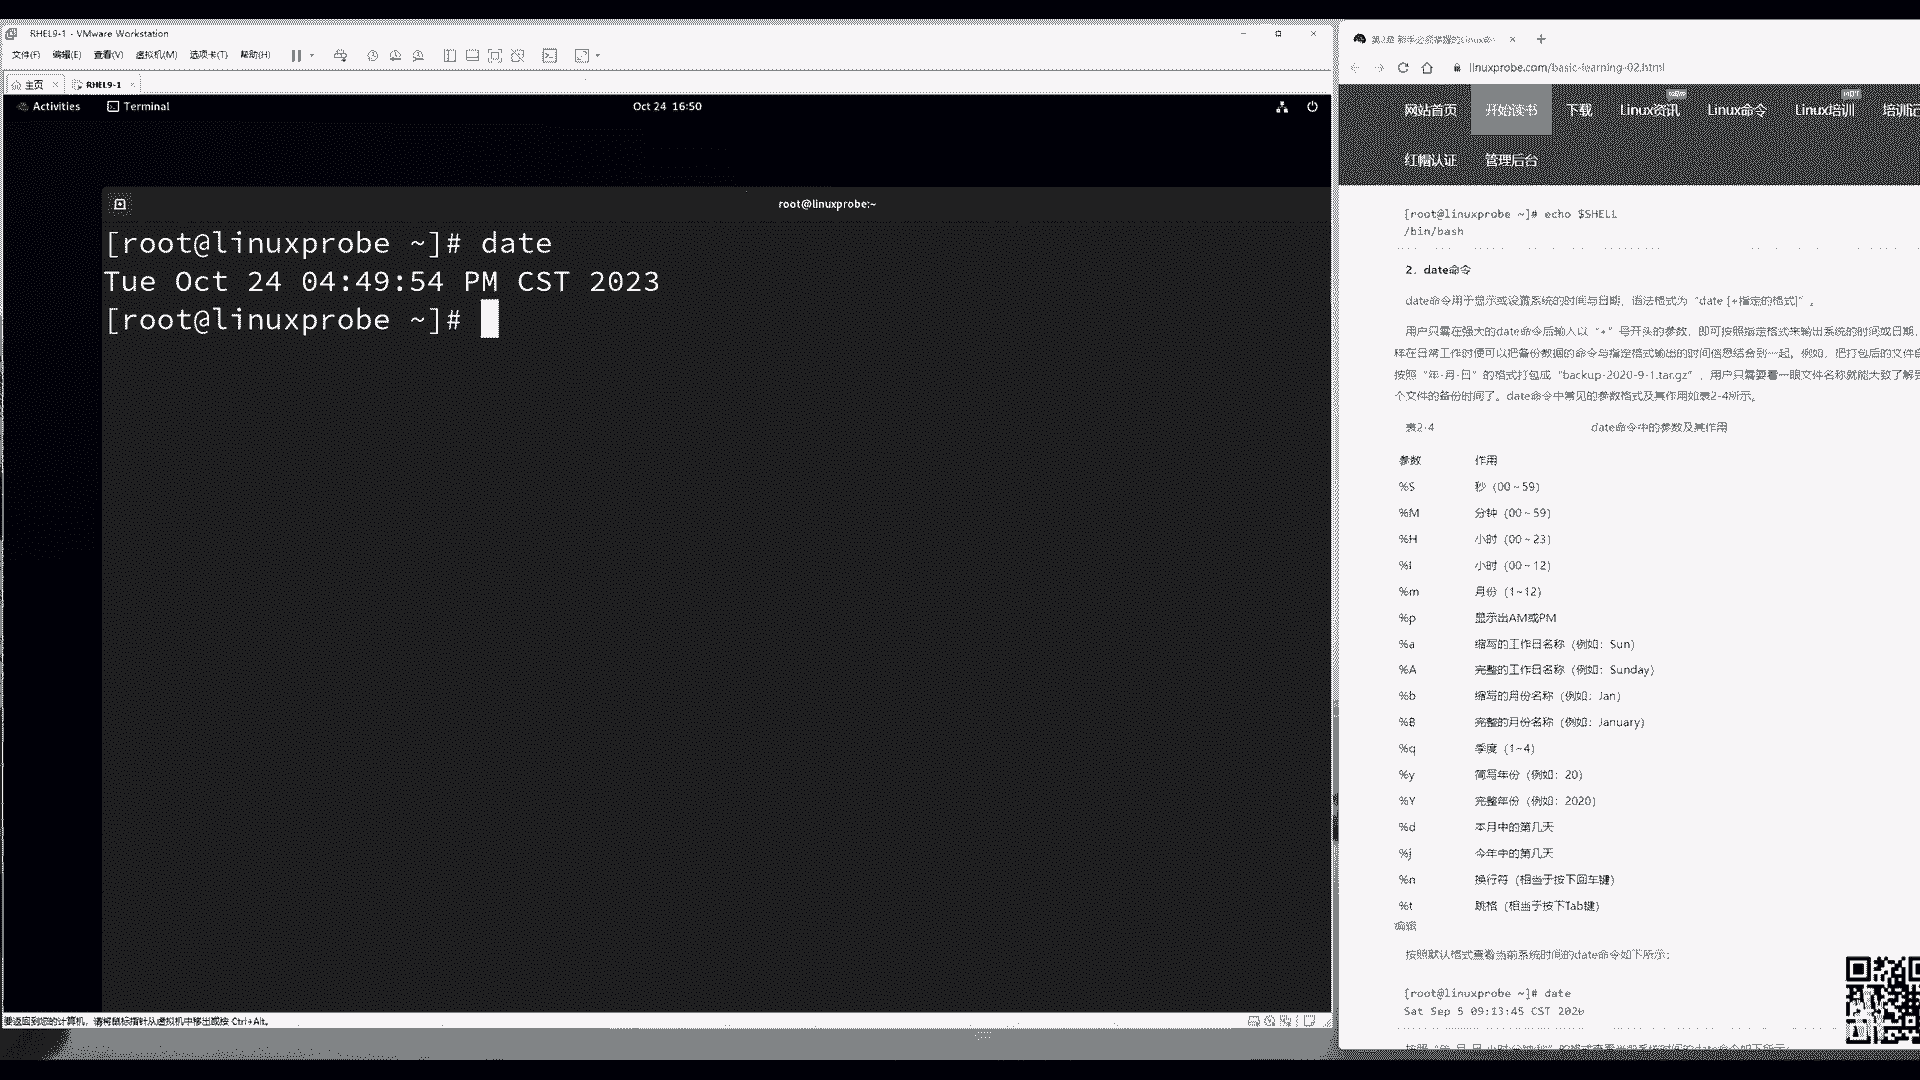 RHEL9-1 - VMware Workstation
文件(F) 编辑(E) 查看(V) 虚拟机(M) 选项卡(T) 帮助(H)
主页 RHEL9-1
Activities Terminal Oct 24 16:50
root@linuxprobe:~
[root@linuxprobe ~]# date
Tue Oct 24 04:49:54 PM CST 2023
[root@linuxprobe ~]#
要返回到您的计算机，请将鼠标指针从虚拟机中移出或按 Ctrl+Alt。
linuxprobe.com/basic-learning-02.html
网站首页 开始读书 下载 Linux资讯 Linux命令 Linux培训
红帽认证 管理后台
[root@linuxprobe ~]# echo $SHELL
/bin/bash
2．date命令
date命令用于显示或设置系统的时间与日期，语法格式为“date [+指定的格式]”。
用户只需在强大的date命令后输入以“+”号开头的参数，即可按照指定格式来输出系统的时间或日期，
样在日常工作时便可以把备份数据的命令与指定格式输出的时间信息结合到一起。例如，把打包后的文件自
按照“年-月-日”的格式打包成“backup-2020-9-1.tar.gz”，用户只需要看一眼文件名称就能大致了解到
个文件的备份时间了。date命令中常见的参数格式及其作用如表2-4所示。
表2-4 date命令中的参数及其作用
参数 作用
%S 秒（00～59）
%M 分钟（00～59）
%H 小时（00～23）
%I 小时（00～12）
%m 月份（1~12）
%p 显示出AM或PM
%a 缩写的工作日名称（例如：Sun）
%A 完整的工作日名称（例如：Sunday）
%b 缩写的月份名称（例如：Jan）
%B 完整的月份名称（例如：January）
%q 季度（1~4）
%y 简写年份（例如：20）
%Y 完整年份（例如：2020）
%d 本月中的第几天
%j 今年中的第几天
%n 换行符（相当于按下回车键）
%t 跳格（相当于按下Tab键）
编辑
按照默认格式查看当前系统时间的date命令如下所示：
[root@linuxprobe ~]# date
Sat Sep 5 09:13:45 CST 2020